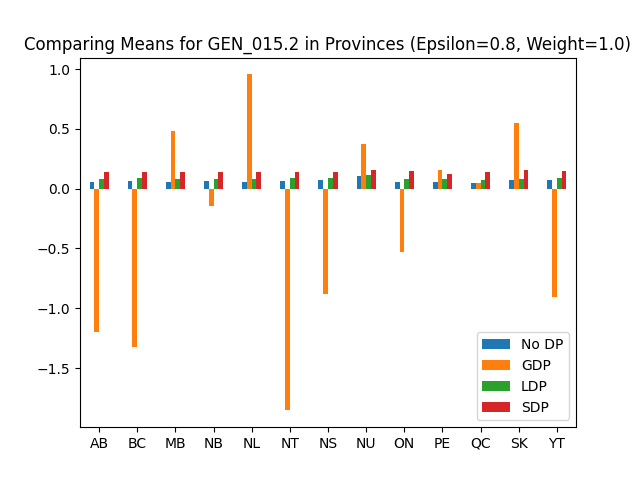 Comparing Means for GEN_015.2 in Provinces (Epsilon=0.8, Weight=1.0)
1.0
0.5
0.0
−0.5
−1.0
−1.5
No DP
GDP
LDP
SDP
AB BC MB NB NL NT NS NU ON PE QC SK YT